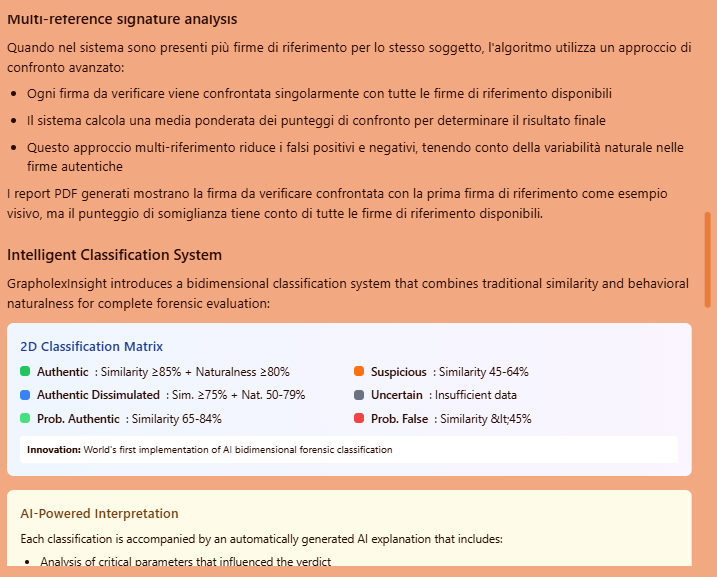 Multi-reference signature analysis
Quando nel sistema sono presenti più firme di riferimento per lo stesso soggetto, l'algoritmo utilizza un approccio di
confronto avanzato:
• Ogni firma da verificare viene confrontata singolarmente con tutte le firme di riferimento disponibili
• Il sistema calcola una media ponderata dei punteggi di confronto per determinare il risultato finale
• Questo approccio multi-riferimento riduce i falsi positivi e negativi, tenendo conto della variabilità naturale nelle
firme autentiche
I report PDF generati mostrano la firma da verificare confrontata con la prima firma di riferimento come esempio
visivo, ma il punteggio di somiglianza tiene conto di tutte le firme di riferimento disponibili.
Intelligent Classification System
GrapholexInsight introduces a bidimensional classification system that combines traditional similarity and behavioral
naturalness for complete forensic evaluation:
2D Classification Matrix
Authentic : Similarity ≥85% + Naturalness ≥80%
Suspicious : Similarity 45-64%
Authentic Dissimulated : Sim. ≥75% + Nat. 50-79%
Uncertain : Insufficient data
Prob. Authentic : Similarity 65-84%
Prob. False : Similarity &lt;45%
Innovation: World's first implementation of AI bidimensional forensic classification
AI-Powered Interpretation
Each classification is accompanied by an automatically generated AI explanation that includes:
• Analysis of critical parameters that influenced the verdict